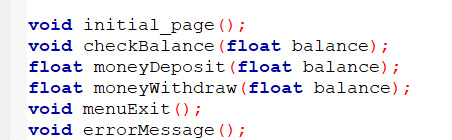 void initial_page();
void checkBalance(float balance);
float moneyDeposit(float balance);
float moneyWithdraw(float balance);
void menuExit();
void errorMessage();